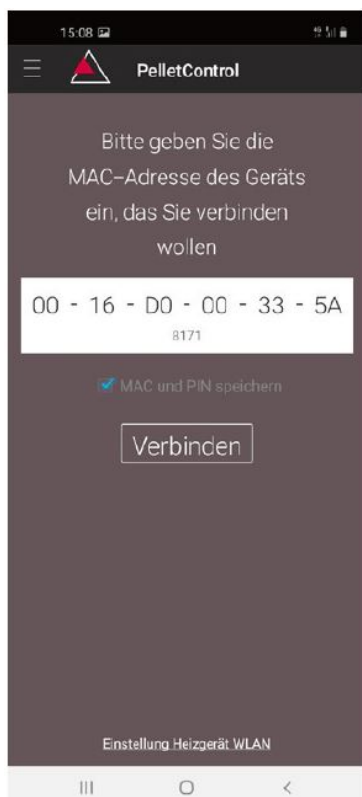 15:08
PelletControl
Bitte geben Sie die
MAC-Adresse des Geräts
ein, das Sie verbinden
wollen
00 - 16 - D0 - 00 - 33 - 5A
8171
MAC und PIN speichern
Verbinden
Einstellung Heizgerät WLAN